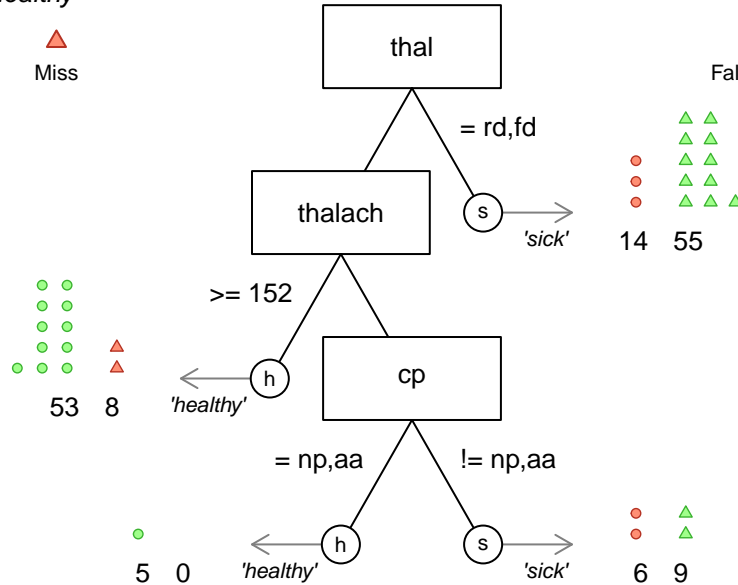 thal
Miss
Fal
= rd,fd
thalach
s
'sick'
14 55
>= 152
h
cp
'healthy'
53 8
= np,aa
!= np,aa
h
s
'healthy'
'sick'
5 0
6 9